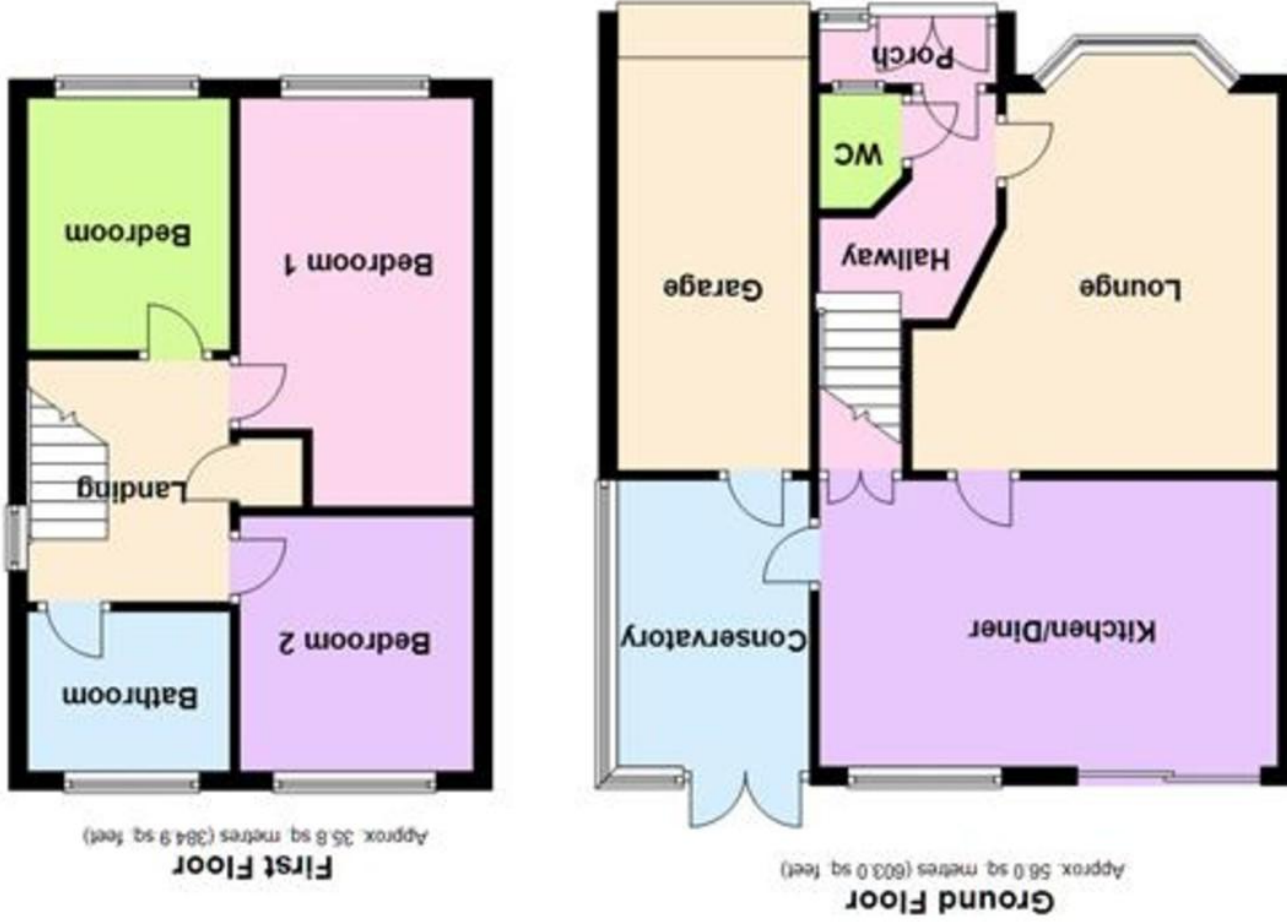 Ground Floor
Approx. 56.0 sq. metres (603.0 sq. feet)
Kitchen/Diner
Conservatory
Lounge
Garage
Hallway
WC
Porch
First Floor
Approx. 35.8 sq. metres (384.9 sq. feet)
Bathroom
Bedroom 2
Landing
Bedroom 1
Bedroom